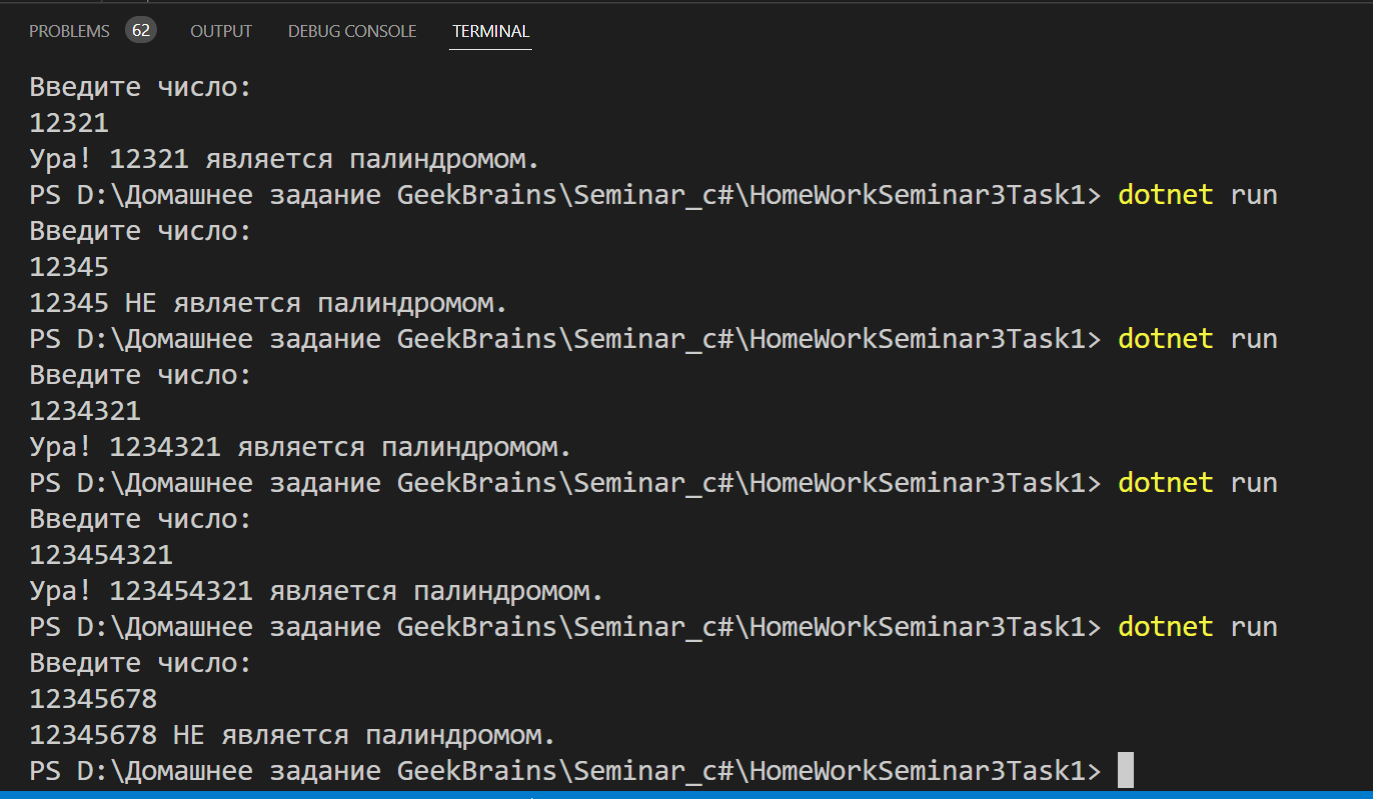 PROBLEMS 62 OUTPUT DEBUG CONSOLE TERMINAL
Введите число:
12321
Ура! 12321 является палиндромом.
PS D:\Домашнее задание GeekBrains\Seminar_c#\HomeWorkSeminar3Task1> dotnet run
Введите число:
12345
12345 НЕ является палиндромом.
PS D:\Домашнее задание GeekBrains\Seminar_c#\HomeWorkSeminar3Task1> dotnet run
Введите число:
1234321
Ура! 1234321 является палиндромом.
PS D:\Домашнее задание GeekBrains\Seminar_c#\HomeWorkSeminar3Task1> dotnet run
Введите число:
123454321
Ура! 123454321 является палиндромом.
PS D:\Домашнее задание GeekBrains\Seminar_c#\HomeWorkSeminar3Task1> dotnet run
Введите число:
12345678
12345678 НЕ является палиндромом.
PS D:\Домашнее задание GeekBrains\Seminar_c#\HomeWorkSeminar3Task1>